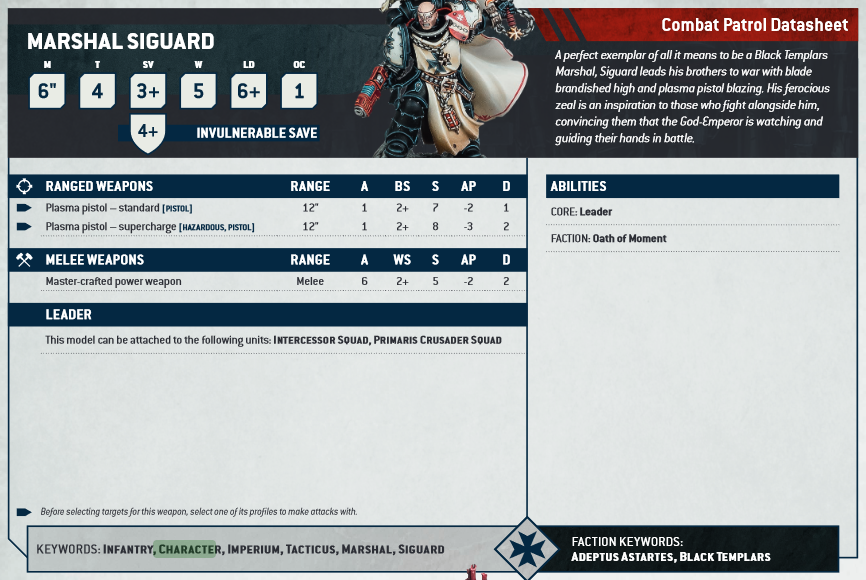 Combat Patrol Datasheet
MARSHAL SIGUARD
M T SV W LD OC
6" 4 3+ 5 6+ 1
4+ INVULNERABLE SAVE
A perfect exemplar of all it means to be a Black Templars
Marshal, Siguard leads his brothers to war with blade
brandished high and plasma pistol blazing. His ferocious
zeal is an inspiration to those who fight alongside him,
convincing them that the God-Emperor is watching and
guiding their hands in battle.
RANGED WEAPONS RANGE A BS S AP D
Plasma pistol – standard [PISTOL] 12" 1 2+ 7 -2 1
Plasma pistol – supercharge [HAZARDOUS, PISTOL] 12" 1 2+ 8 -3 2
MELEE WEAPONS RANGE A WS S AP D
Master-crafted power weapon Melee 6 2+ 5 -2 2
LEADER
This model can be attached to the following units: INTERCESSOR SQUAD, PRIMARIS CRUSADER SQUAD
Before selecting targets for this weapon, select one of its profiles to make attacks with.
ABILITIES
CORE: Leader
FACTION: Oath of Moment
KEYWORDS: INFANTRY, CHARACTER, IMPERIUM, TACTICUS, MARSHAL, SIGUARD
FACTION KEYWORDS:
ADEPTUS ASTARTES, BLACK TEMPLARS